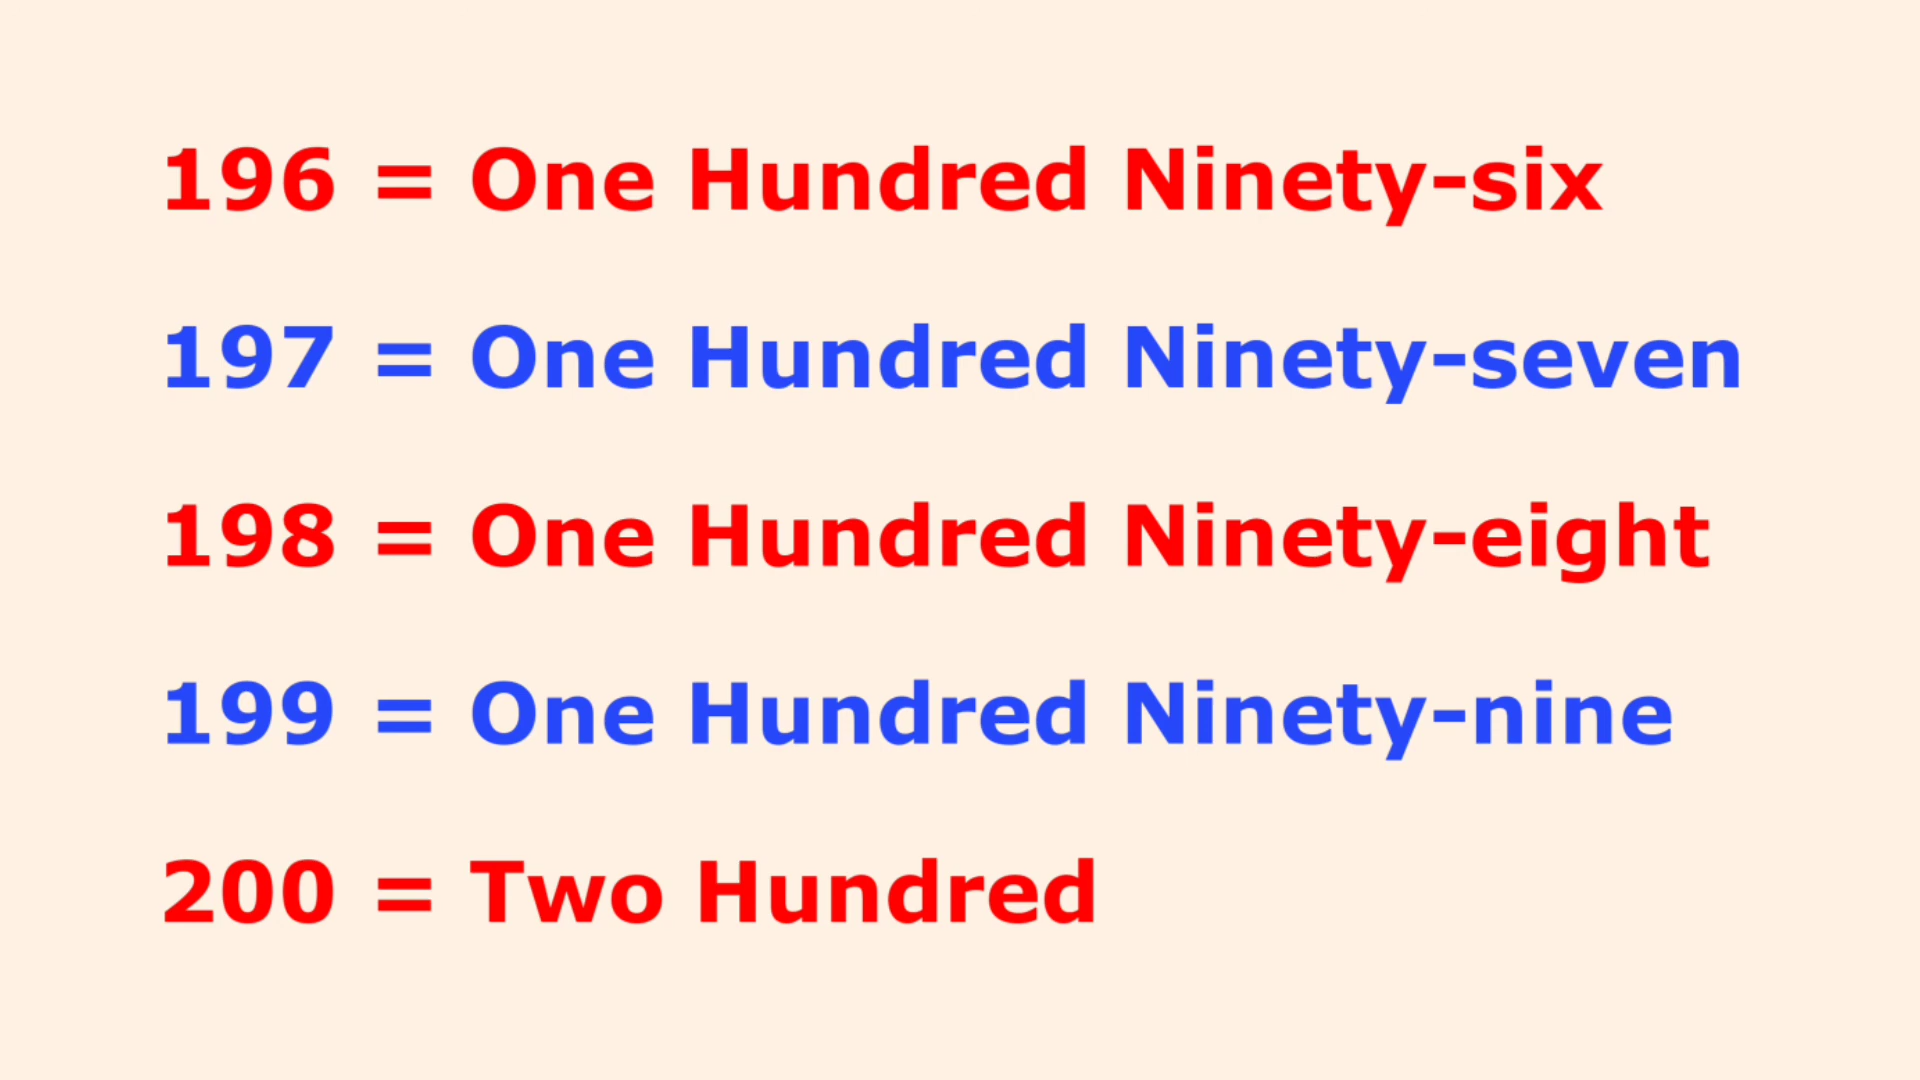 196 = One Hundred Ninety-six
197 = One Hundred Ninety-seven
198 = One Hundred Ninety-eight
199 = One Hundred Ninety-nine
200 = Two Hundred